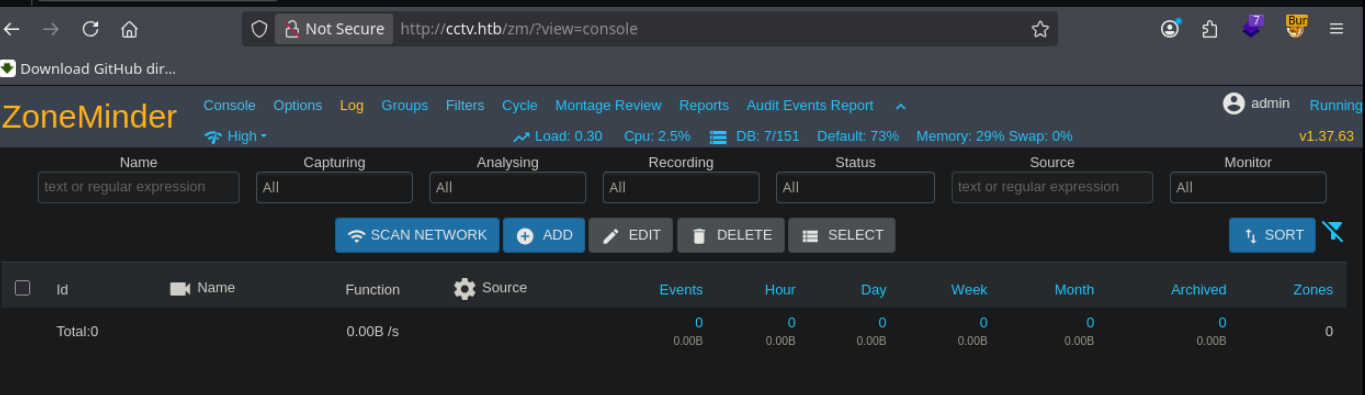 7
Bur
Not Secure http://cctv.htb/zm/?view=console
Download GitHub dir...
ZoneMinder
Console Options Log Groups Filters Cycle Montage Review Reports Audit Events Report admin Running
High Load: 0.30 Cpu: 2.5% DB: 7/151 Default: 73% Memory: 29% Swap: 0% v1.37.63
Name Capturing Analysing Recording Status Source Monitor
text or regular expression All All All All text or regular expression All
SCAN NETWORK ADD EDIT DELETE SELECT SORT
Id Name Function Source Events Hour Day Week Month Archived Zones
Total:0 0.00B /s 0 0 0 0 0 0 0
0.00B 0.00B 0.00B 0.00B 0.00B 0.00B